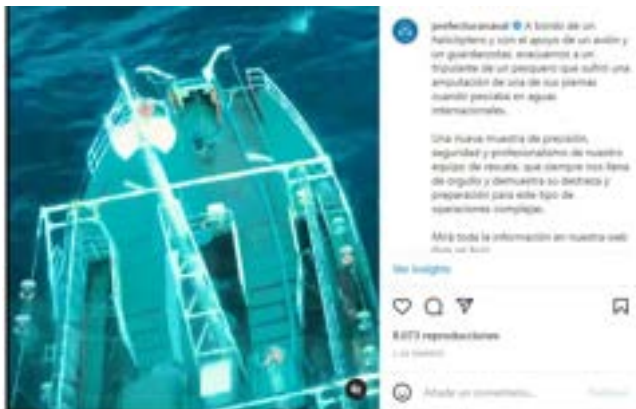 prefecturanaval A bordo de un
helicóptero y con el apoyo de un avión y
un guardacostas, evacuamos a un
tripulante de un pesquero que sufrió una
amputación de una de sus piernas
cuando pescaba en aguas
internacionales.
Una nueva muestra de precisión,
seguridad y profesionalismo de nuestro
equipo de rescate, que siempre nos llena
de orgullo y demuestra su destreza y
preparación para este tipo de
operaciones complejas.
Mirá toda la información en nuestra web
Ver insights
reproducciones
Añade un comentario...
Publicar